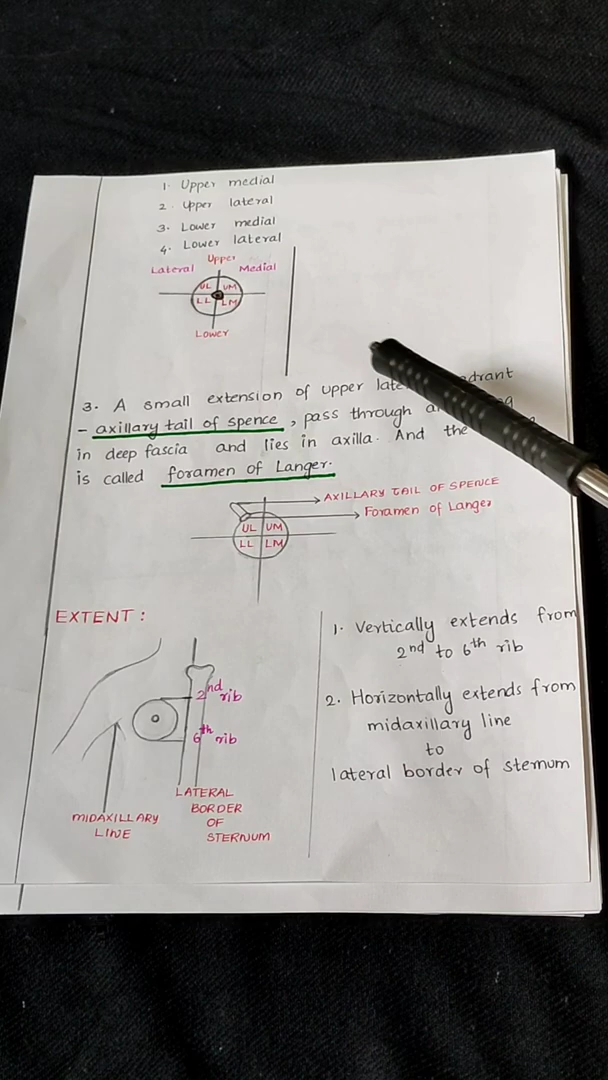 1. Upper medial
2. Upper lateral
3. Lower medial
4. Lower lateral
Upper
Lateral Medial
UL UM
LL LM
Lower
3. A small extension of upper
- axillary tail of spence, pass through
in deep fascia and lies in axilla. And the
is called foramen of Langer.
AXILLARY TAIL OF SPENCE
Foramen of Langer
UL UM
LL LM
EXTENT :
1. Vertically extends from
2nd to 6th rib
2nd rib
2. Horizontally extends from
midaxillary line
to
lateral border of sternum
6th rib
LATERAL
BORDER
OF
STERNUM
MIDAXILLARY
LINE